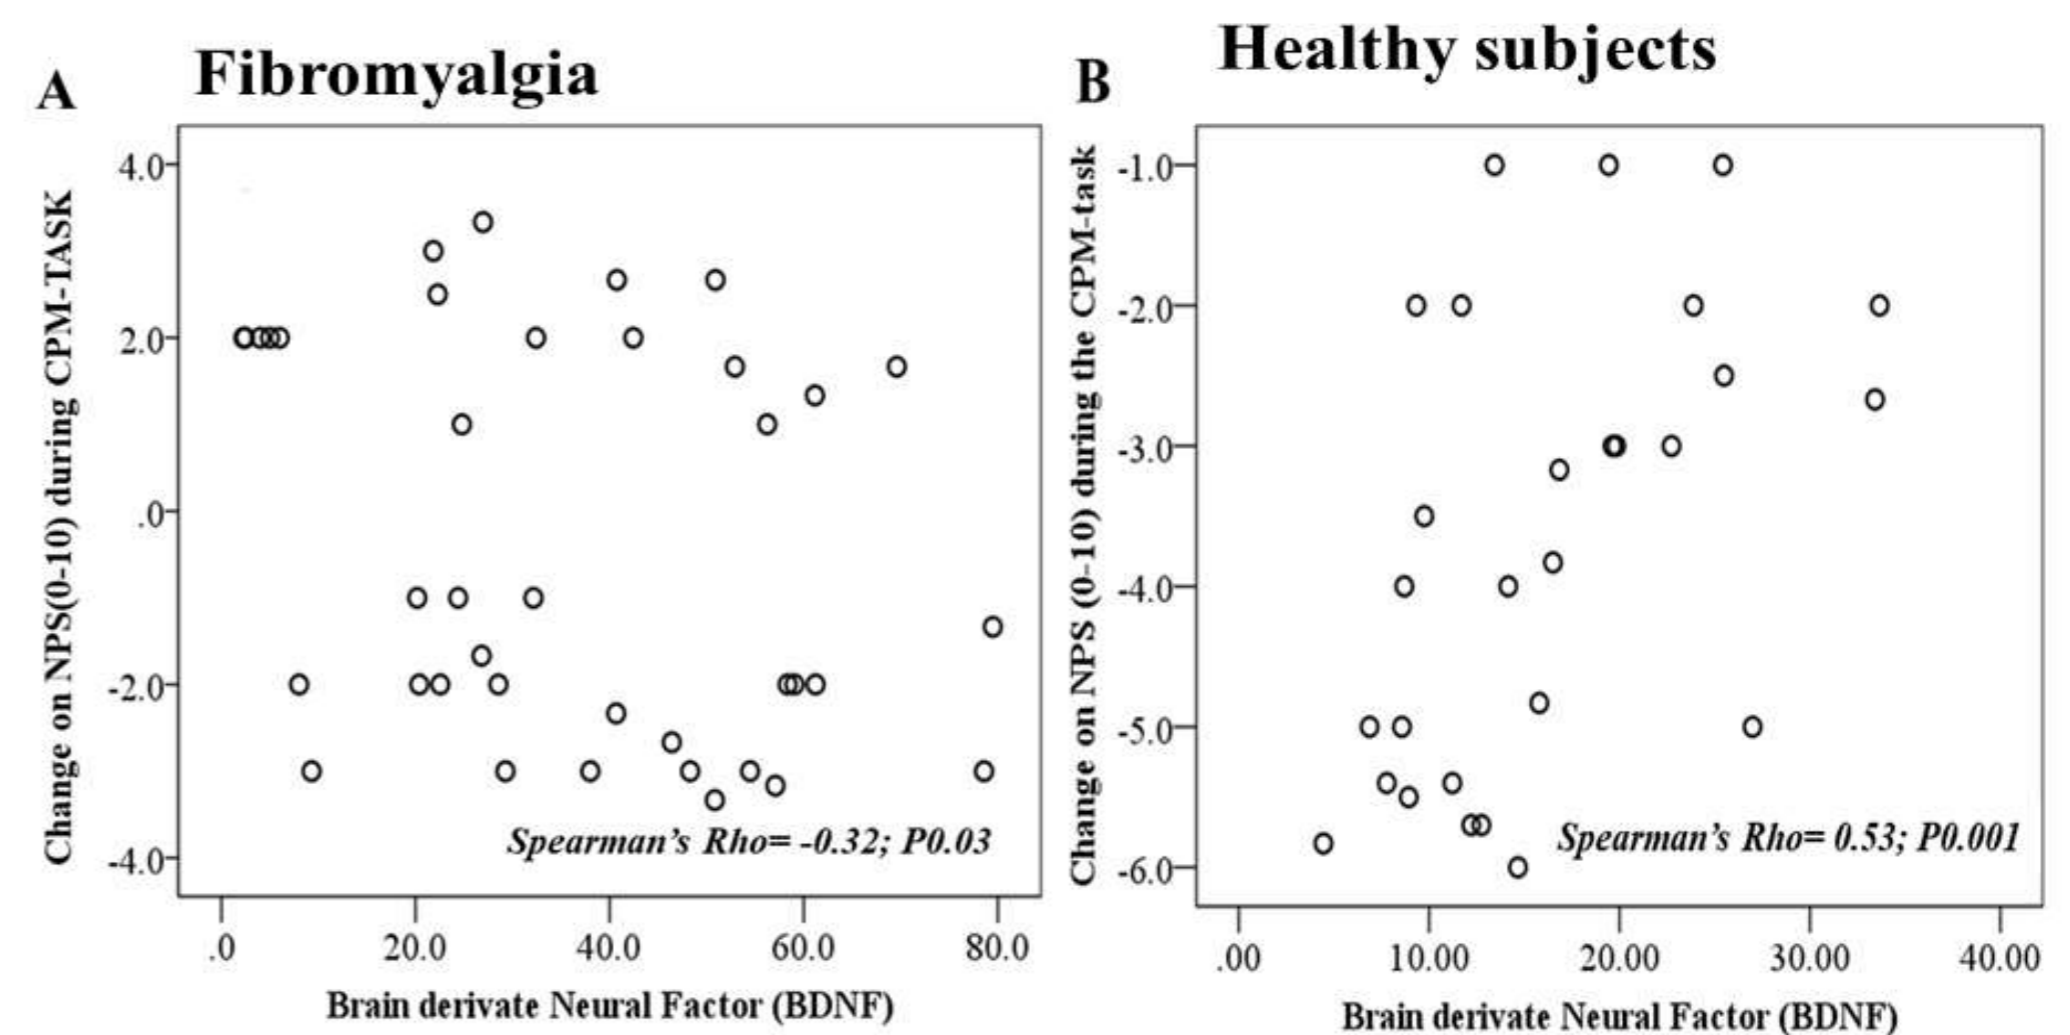 A
Fibromyalgia
Change on NPS(0-10) during CPM-TASK
4.0
2.0
.0
-2.0
-4.0
Spearman's Rho= -0.32; P0.03
.0
20.0
40.0
60.0
80.0
Brain derivate Neural Factor (BDNF)
B
Healthy subjects
Change on NPS (0-10) during the CPM-task
-1.0
-2.0
-3.0
-4.0
-5.0
-6.0
Spearman's Rho= 0.53; P0.001
.00
10.00
20.00
30.00
40.00
Brain derivate Neural Factor (BDNF)